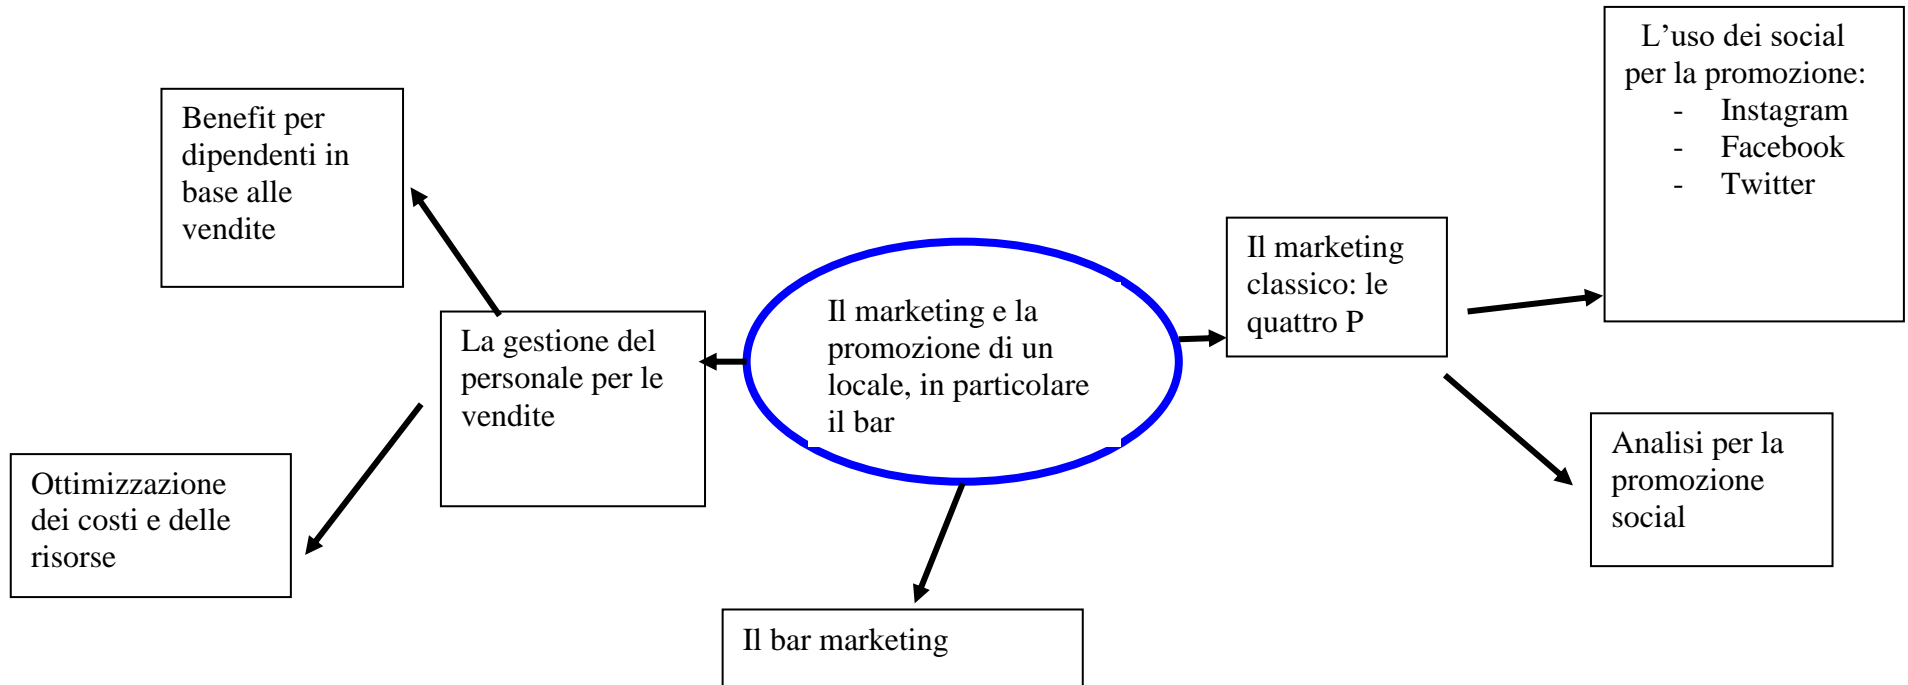 L’uso dei social
per la promozione:
- Instagram
- Facebook
- Twitter
Benefit per
dipendenti in
base alle
vendite
Il marketing
classico: le
quattro P
Il marketing e la
promozione di un
locale, in particolare
il bar
La gestione del
personale per le
vendite
Analisi per la
promozione
social
Ottimizzazione
dei costi e delle
risorse
Il bar marketing